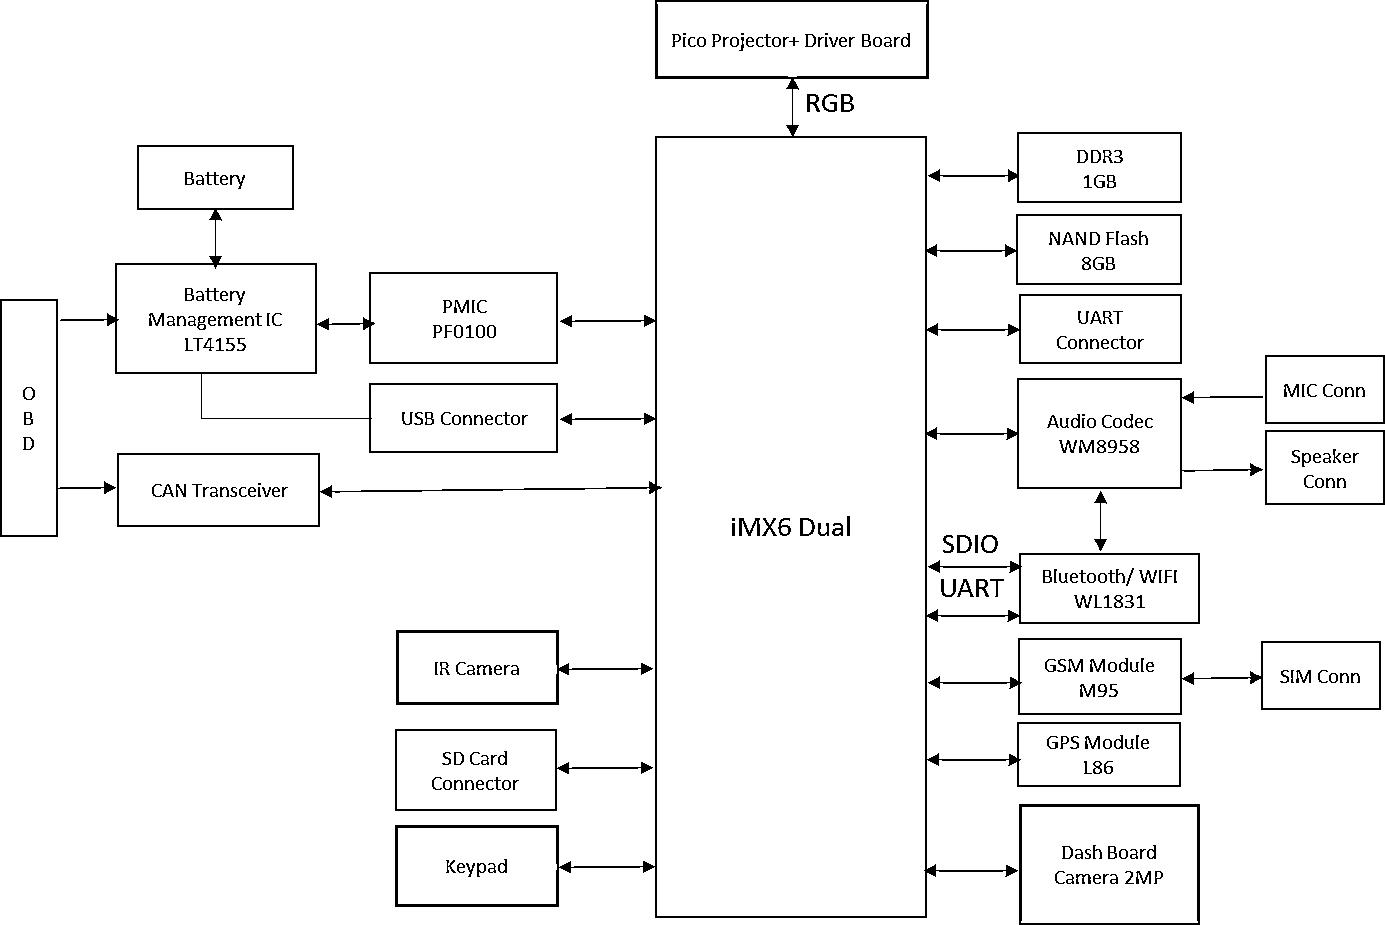 Pico Projector+ Driver Board
RGB
Battery
Battery
Management IC
LT4155
PMIC
PF0100
USB Connector
O
B
D
CAN Transceiver
iMX6 Dual
IR Camera
SD Card
Connector
Keypad
DDR3
1GB
NAND Flash
8GB
UART
Connector
Audio Codec
WM8958
MIC Conn
Speaker
Conn
SDIO
UART
Bluetooth/ WIFI
WL1831
GSM Module
M95
SIM Conn
GPS Module
L86
Dash Board
Camera 2MP